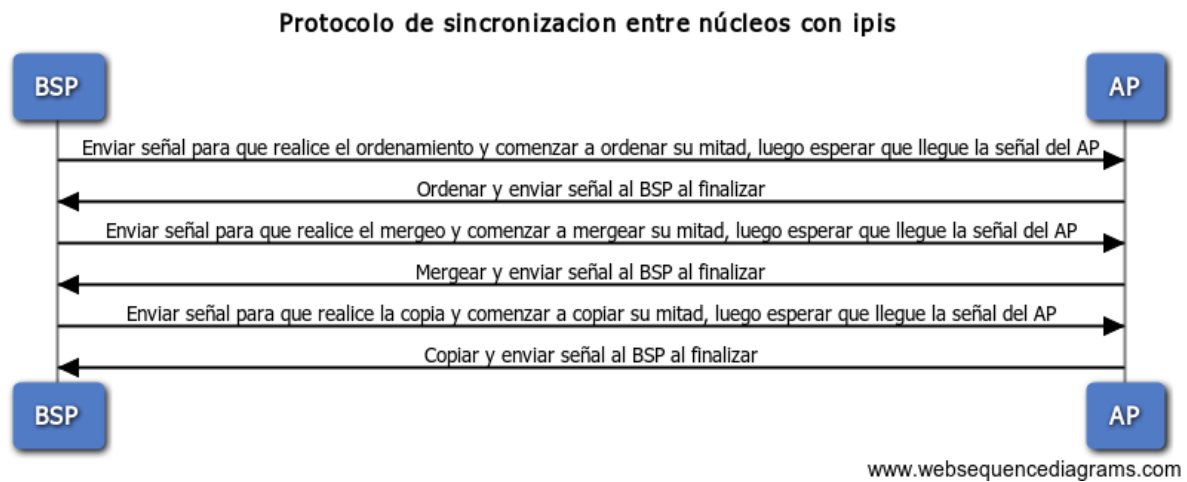 Protocolo de sincronizacion entre núcleos con ipis
BSP
AP
Enviar señal para que realice el ordenamiento y comenzar a ordenar su mitad, luego esperar que llegue la señal del AP
Ordenar y enviar señal al BSP al finalizar
Enviar señal para que realice el mergeo y comenzar a mergear su mitad, luego esperar que llegue la señal del AP
Mergear y enviar señal al BSP al finalizar
Enviar señal para que realice la copia y comenzar a copiar su mitad, luego esperar que llegue la señal del AP
Copiar y enviar señal al BSP al finalizar
BSP
AP
www.websequencediagrams.com